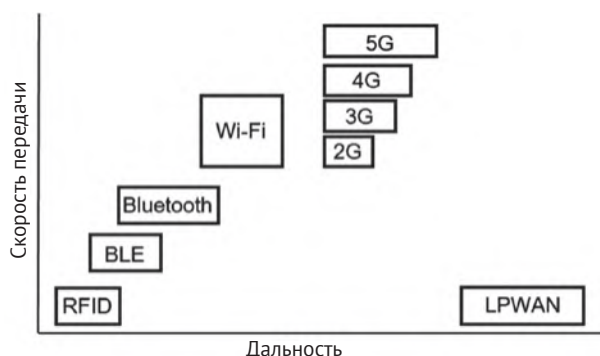 5G
4G
3G
Wi-Fi
2G
Bluetooth
BLE
RFID
LPWAN
Скорость передачи
Дальность